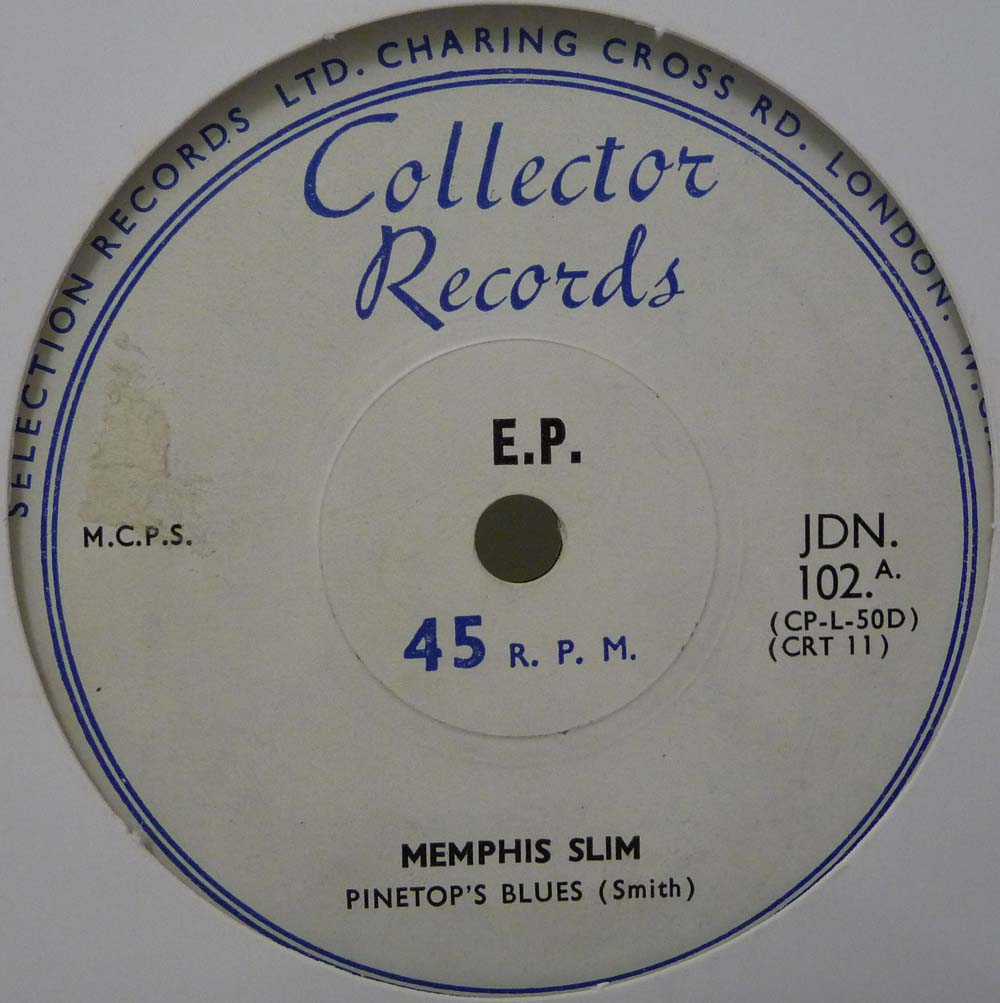 SELECTION RECORDS LTD. CHARING CROSS RD. LONDON.
Collector
Records
E.P.
M.C.P.S.
JDN.
102.A.
(CP-L-50D)
(CRT 11)
45 R. P. M.
MEMPHIS SLIM
PINETOP'S BLUES (Smith)